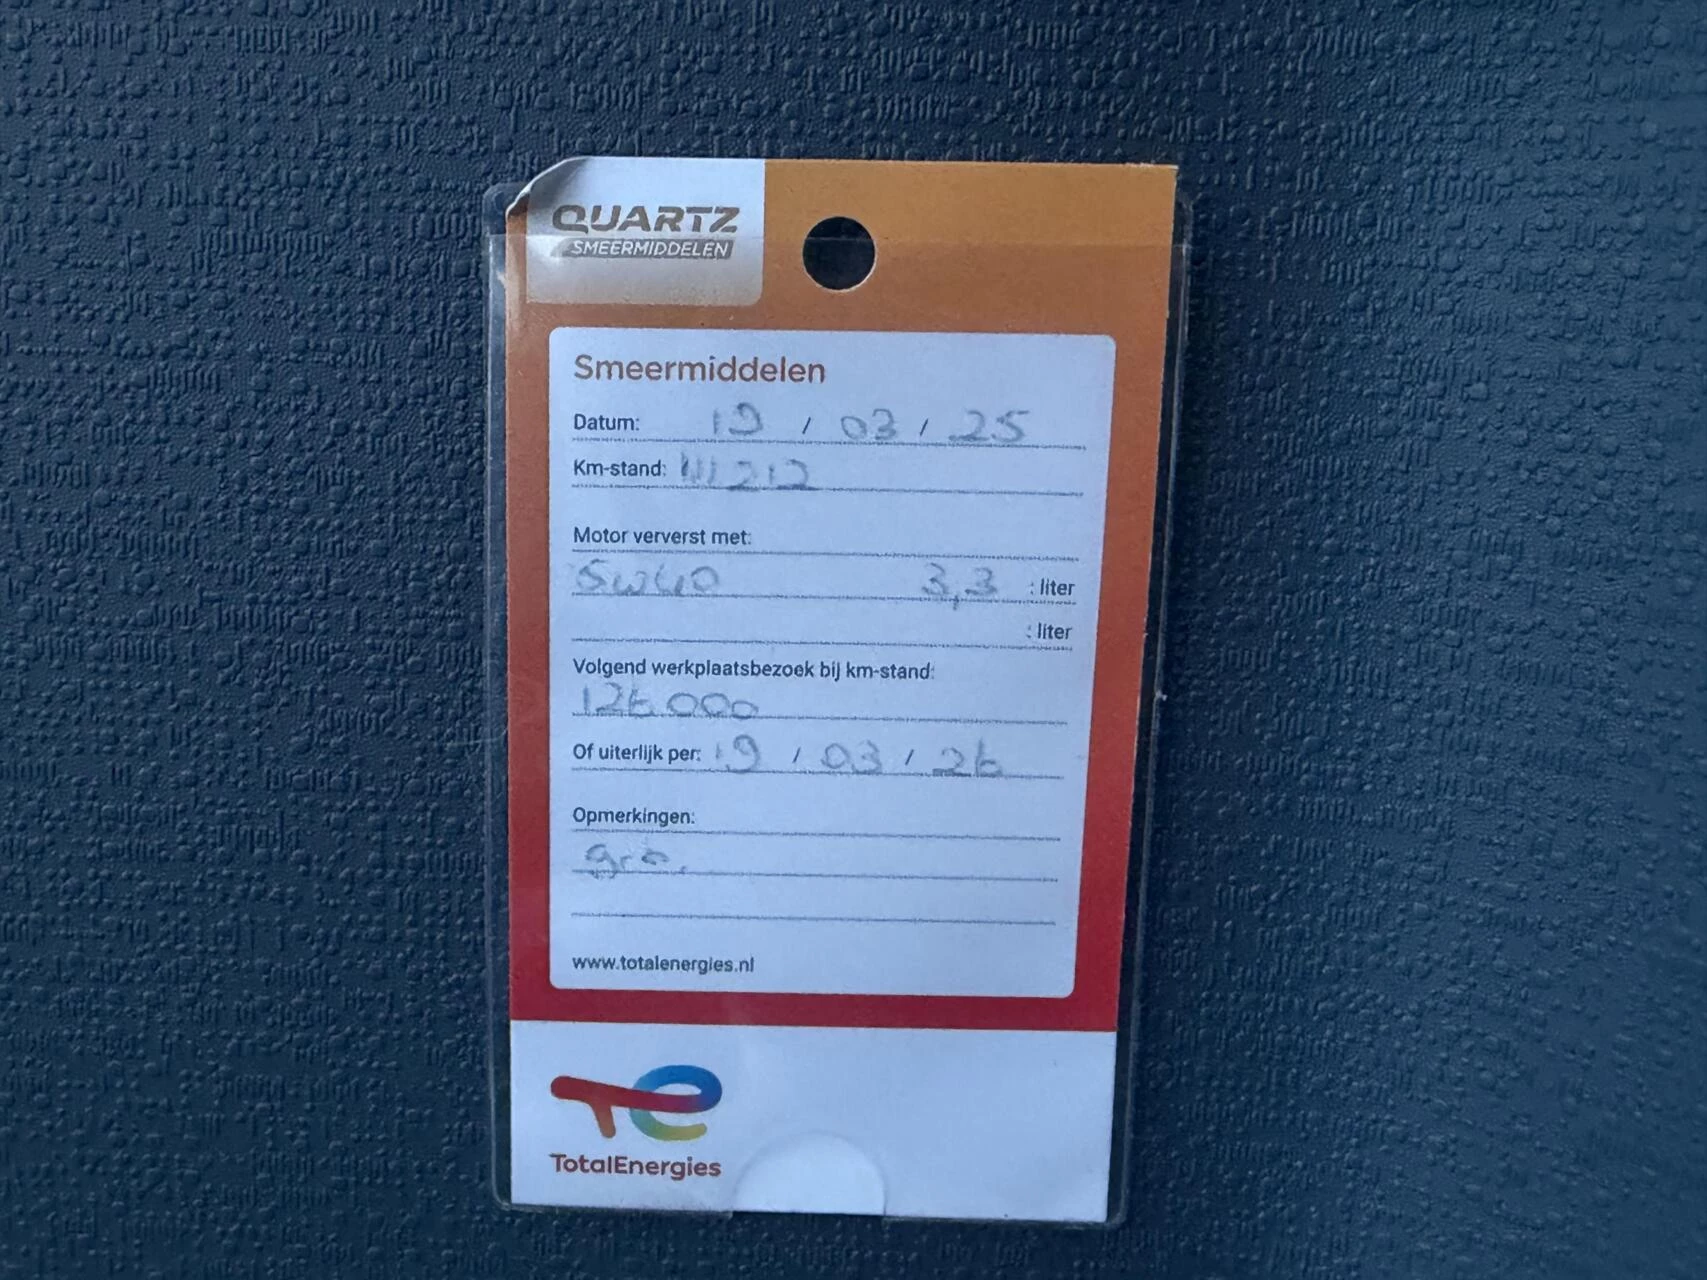 QUARTZ
SMEERMIDDELEN
Smeermiddelen
Datum: 19 / 03 / 25
Km-stand: 111212
Motor ververst met:
5w40 3,3 : liter
: liter
Volgend werkplaatsbezoek bij km-stand:
126.000
Of uiterlijk per: 19 / 03 / 26
Opmerkingen:
www.totalenergies.nl
TotalEnergies